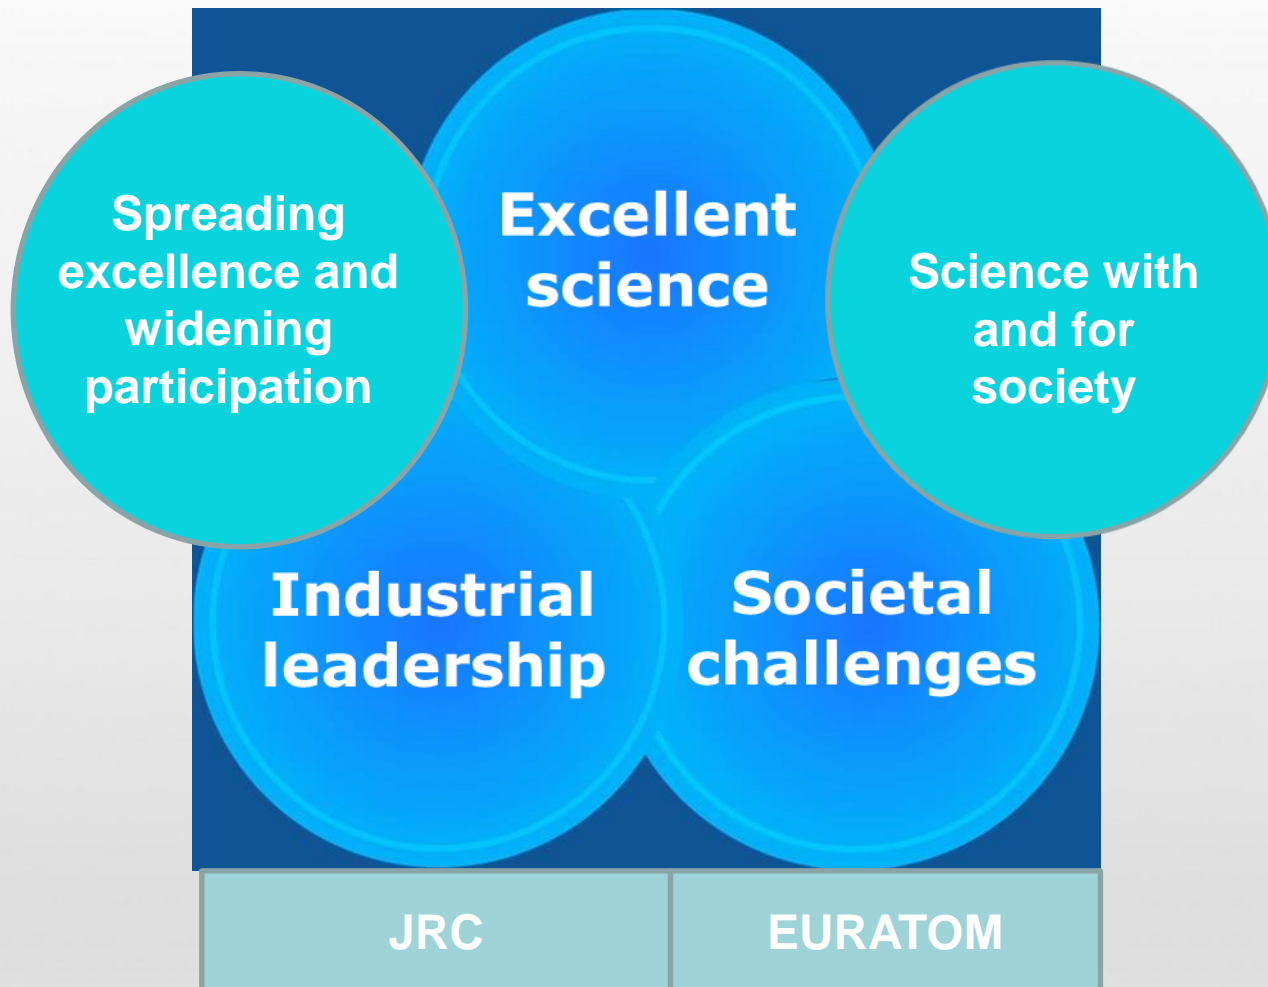 Spreading
excellence and
widening
participation
Excellent
science
Science with
and for
society
Industrial
leadership
Societal
challenges
JRC
EURATOM